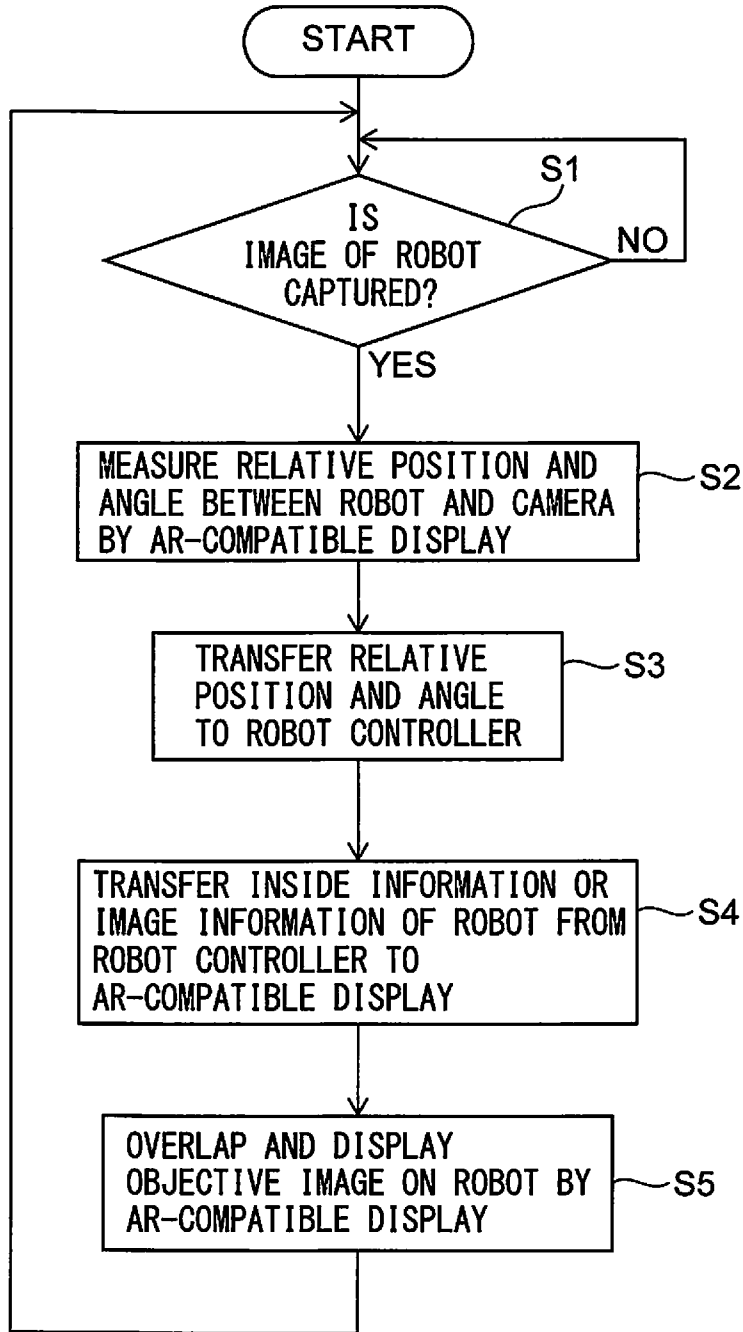 START
S1
IS
IMAGE OF ROBOT
CAPTURED?
NO
YES
MEASURE RELATIVE POSITION AND
ANGLE BETWEEN ROBOT AND CAMERA
BY AR-COMPATIBLE DISPLAY
S2
TRANSFER RELATIVE
POSITION AND ANGLE
TO ROBOT CONTROLLER
S3
TRANSFER INSIDE INFORMATION OR
IMAGE INFORMATION OF ROBOT FROM
ROBOT CONTROLLER TO
AR-COMPATIBLE DISPLAY
S4
OVERLAP AND DISPLAY
OBJECTIVE IMAGE ON ROBOT BY
AR-COMPATIBLE DISPLAY
S5